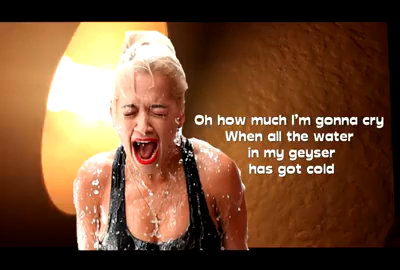 Oh how much I'm gonna cry
When all the water
in my geyser
has got cold